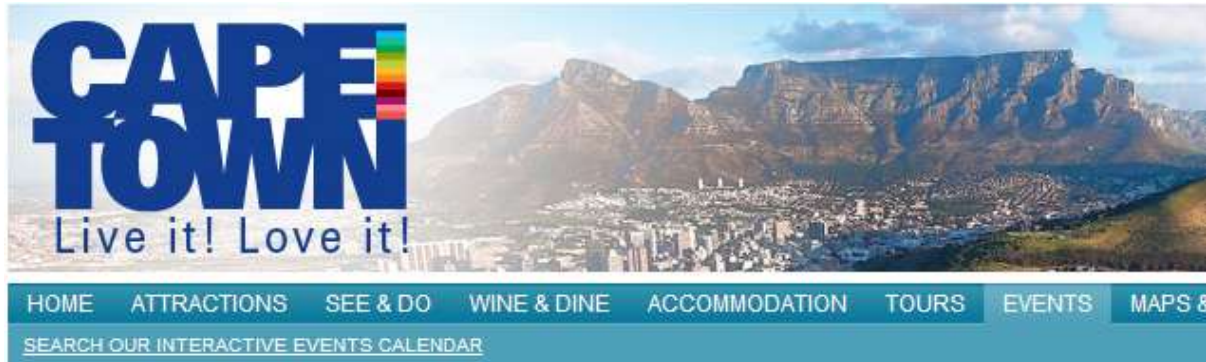 CAPE
TOWN
Live it! Love it!
HOME ATTRACTIONS SEE & DO WINE & DINE ACCOMMODATION TOURS EVENTS MAPS &
SEARCH OUR INTERACTIVE EVENTS CALENDAR